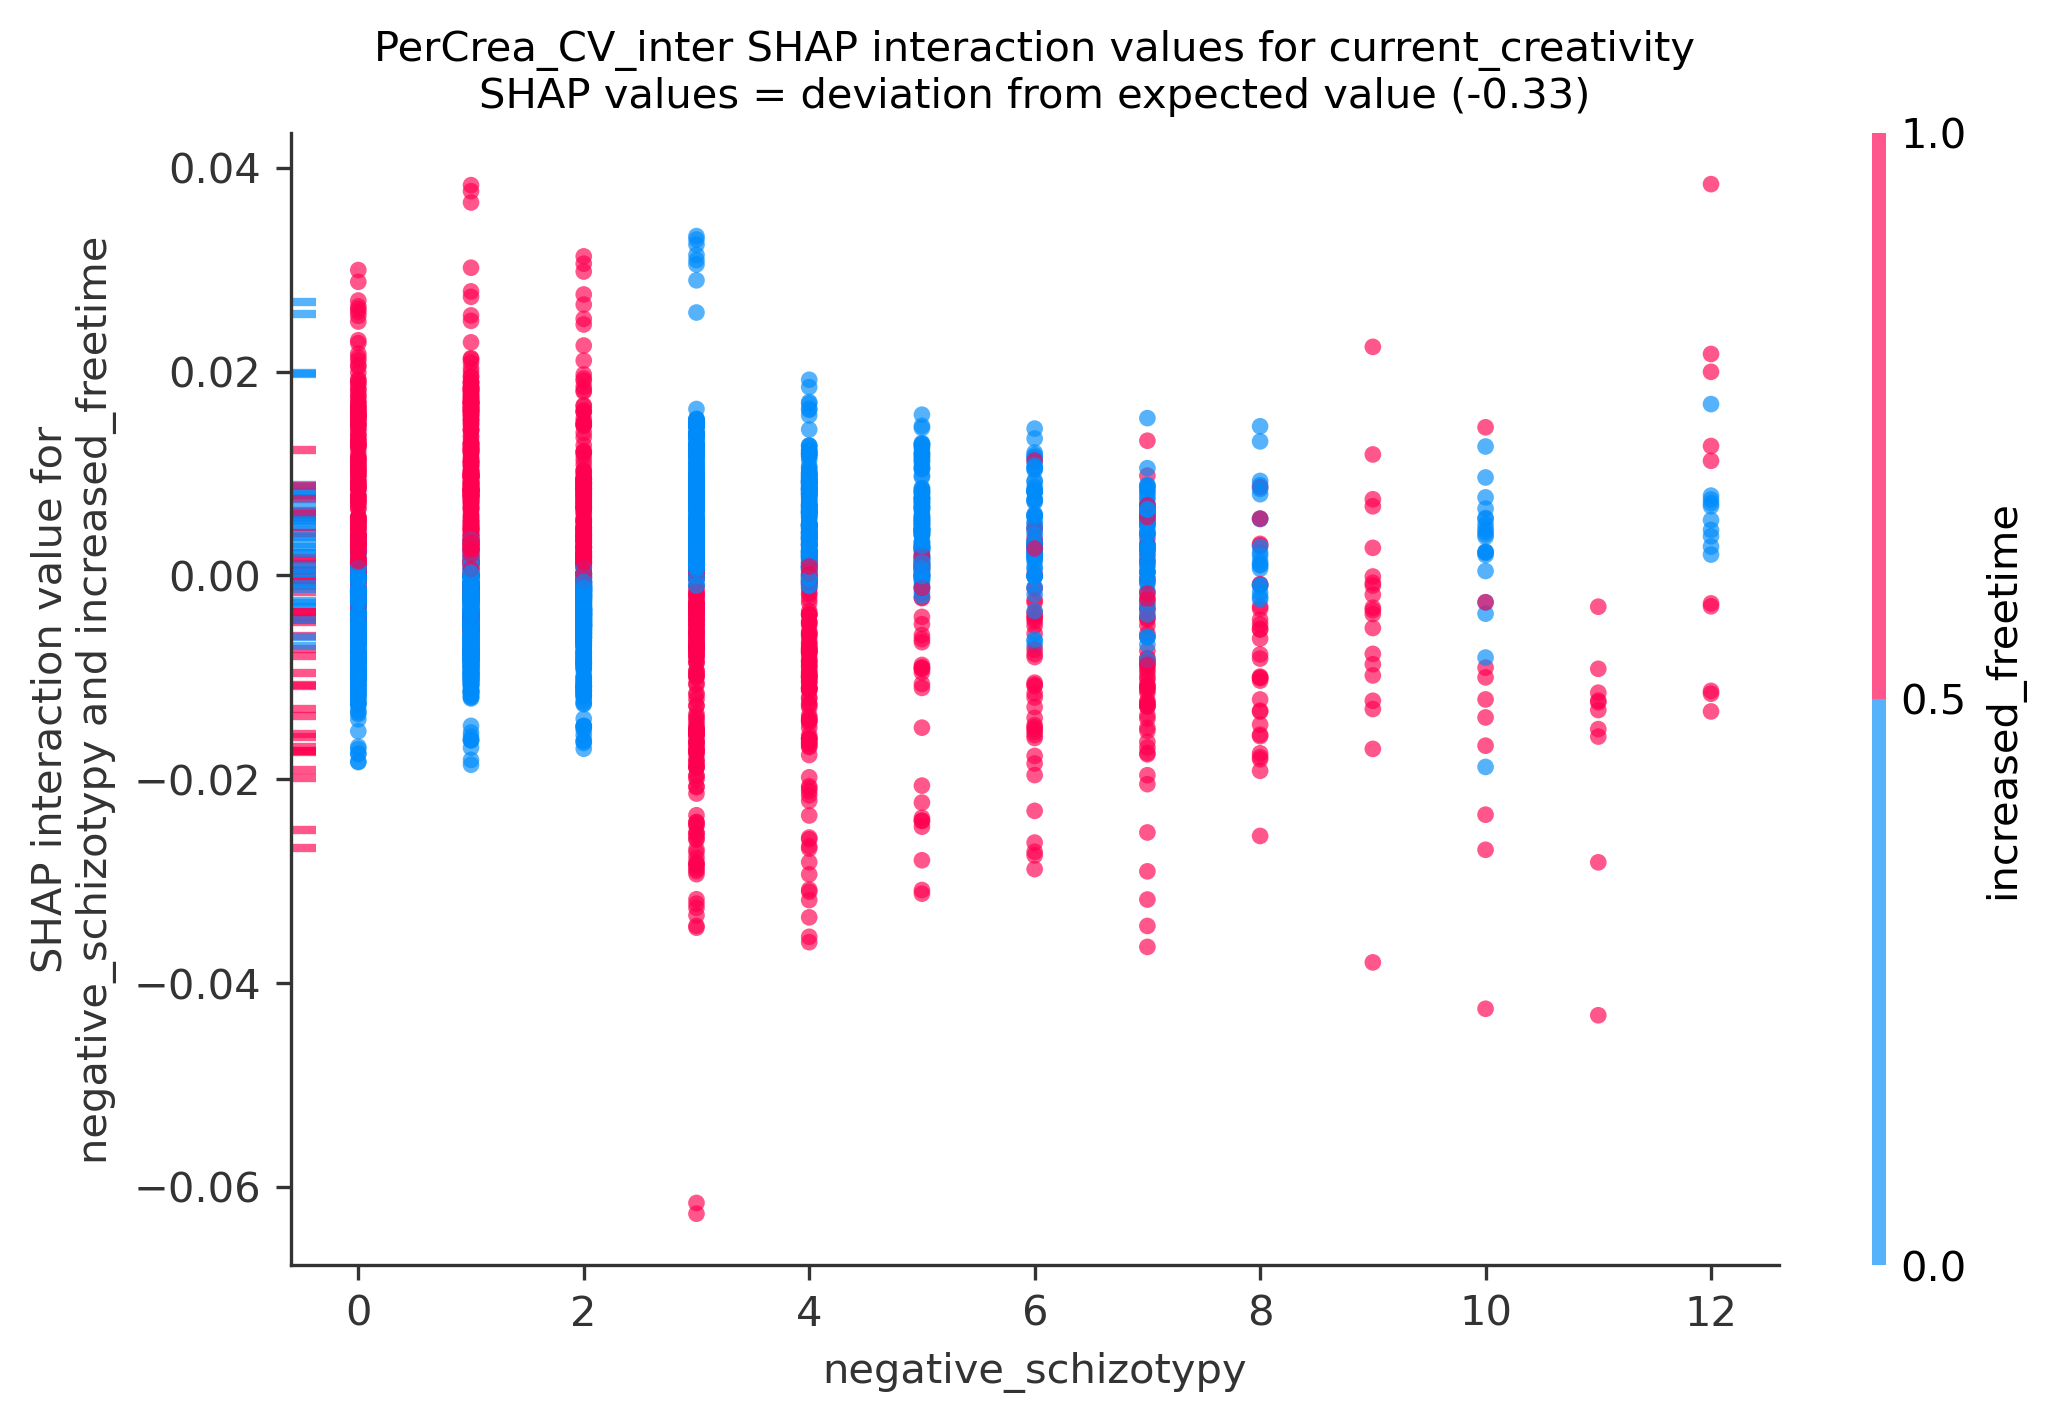 PerCrea_CV_inter SHAP interaction values for current_creativity
SHAP values = deviation from expected value (-0.33)
SHAP interaction value for
negative_schizotypy and increased_freetime
0.04
0.02
0.00
−0.02
−0.04
−0.06
0 2 4 6 8 10 12
negative_schizotypy
1.0
0.5
0.0
increased_freetime